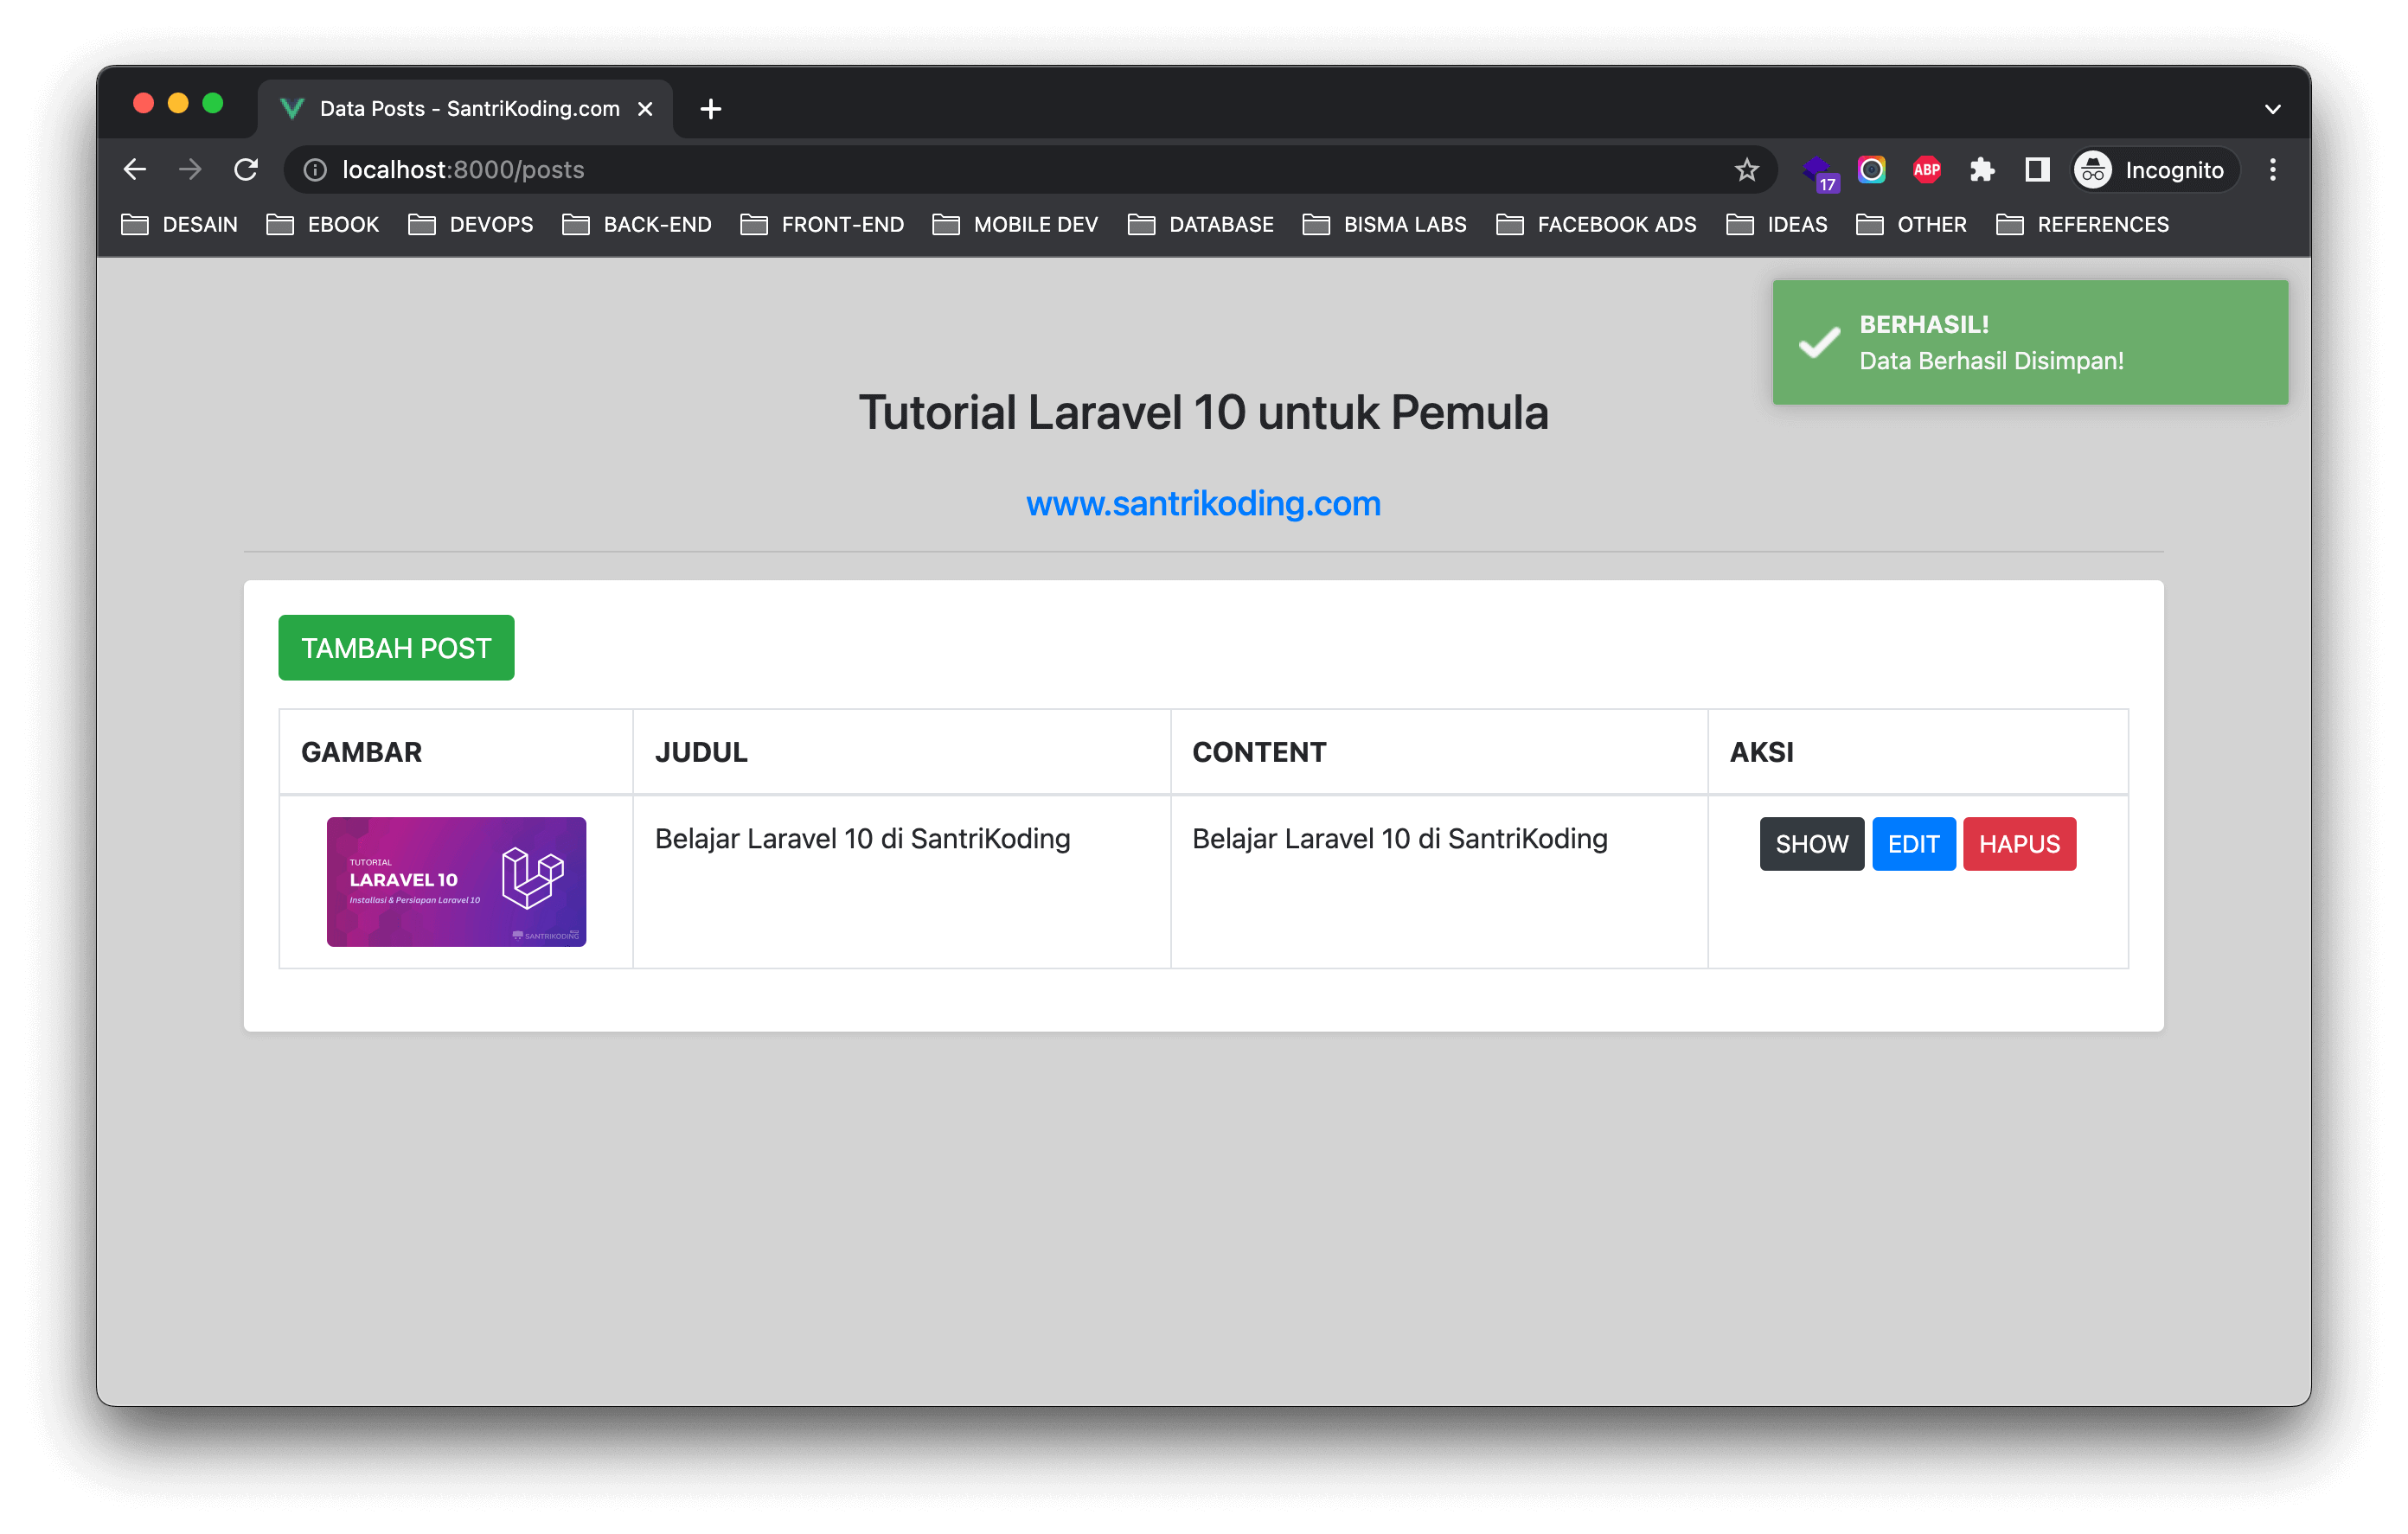 Data Posts - SantriKoding.com
localhost:8000/posts
17
ABP
Incognito
DESAIN EBOOK DEVOPS BACK-END FRONT-END MOBILE DEV DATABASE BISMA LABS FACEBOOK ADS IDEAS OTHER REFERENCES
BERHASIL!
Data Berhasil Disimpan!
Tutorial Laravel 10 untuk Pemula
www.santrikoding.com
TAMBAH POST
GAMBAR JUDUL CONTENT AKSI
TUTORIAL
LARAVEL 10
Installasi & Persiapan Laravel 10
SANTRIKODING
Belajar Laravel 10 di SantriKoding
Belajar Laravel 10 di SantriKoding
SHOW EDIT HAPUS